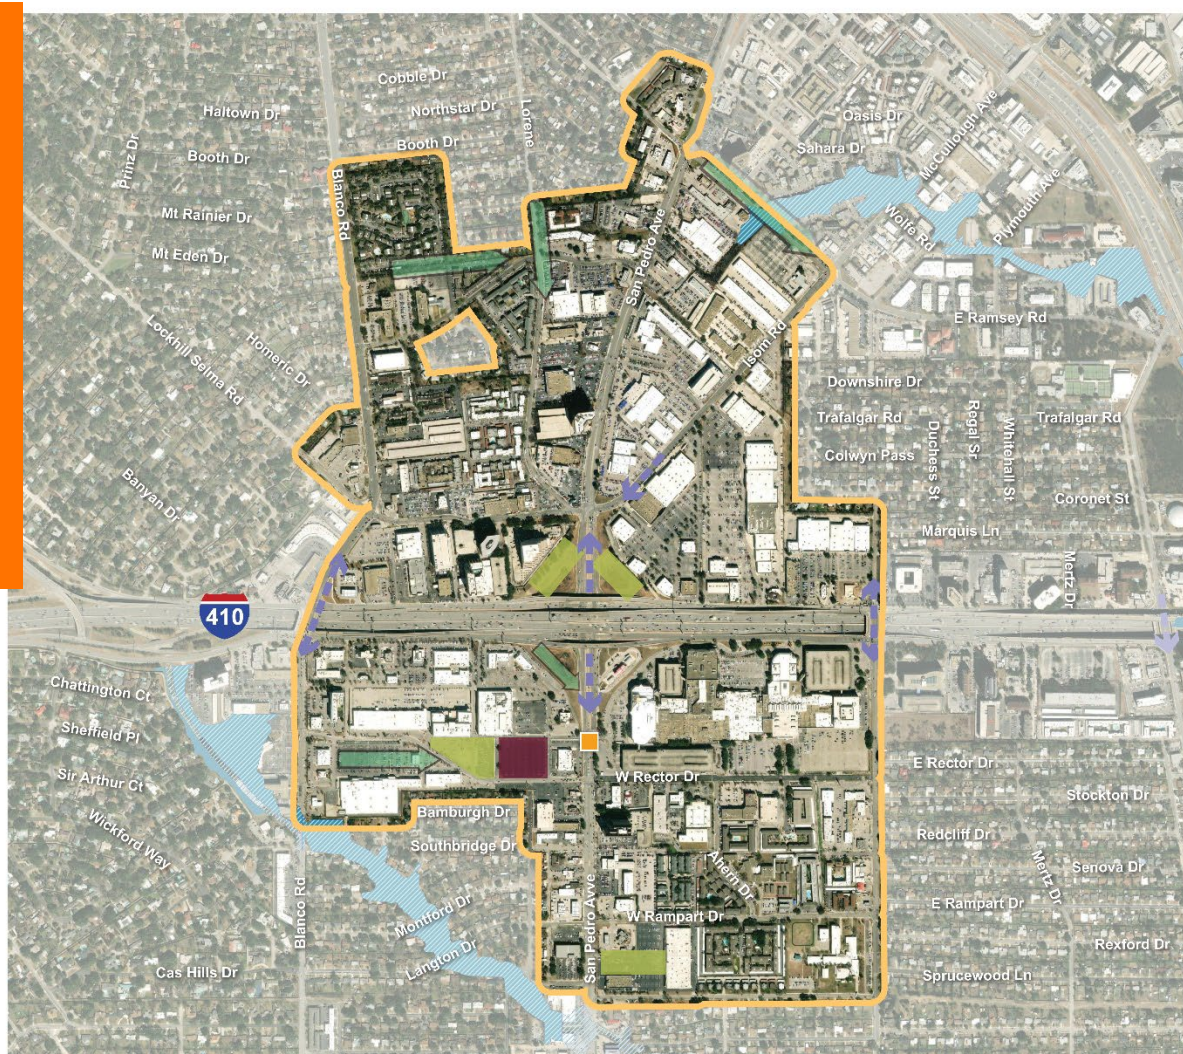 Cobble Dr
Haltown Dr
Northstar Dr
Lorene
Oasis Dr
McCullough Ave
Prinz Dr
Booth Dr
Booth Dr
Sahara Dr
Blanco Rd
Mt Rainier Dr
Wolfe Rd
Plymouth Ave
Mt Eden Dr
San Pedro Ave
E Ramsey Rd
Lockhill Selma Rd
Homeric Dr
Isom Rd
Downshire Dr
Trafalgar Rd
Duchess St
Regal Sr
Whitehall St
Trafalgar Rd
Colwyn Pass
Banyan Dr
Coronet St
Marquis Ln
Mertz Dr
410
Chattington Ct
Sheffield Pl
Sir Arthur Ct
W Rector Dr
E Rector Dr
Stockton Dr
Wickford Way
Bamburgh Dr
Southbridge Dr
Redcliff Dr
Ahern Dr
Mertz Dr
Senova Dr
Blanco Rd
Montford Dr
San Pedro Avve
W Rampart Dr
E Rampart Dr
Langton Dr
Rexford Dr
Cas Hills Dr
Sprucewood Ln